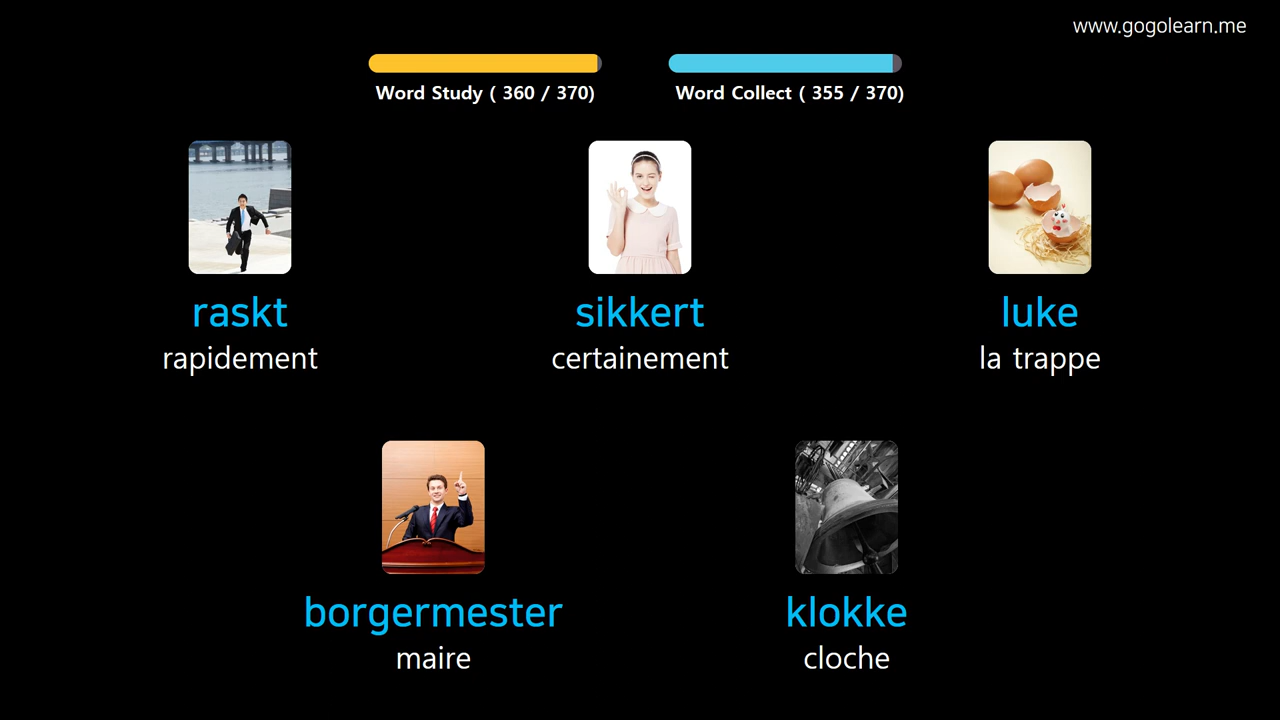 www.gogolearn.me
Word Study ( 360 / 370)
Word Collect ( 355 / 370)
raskt
rapidement
sikkert
certainement
luke
la trappe
borgermester
maire
klokke
cloche